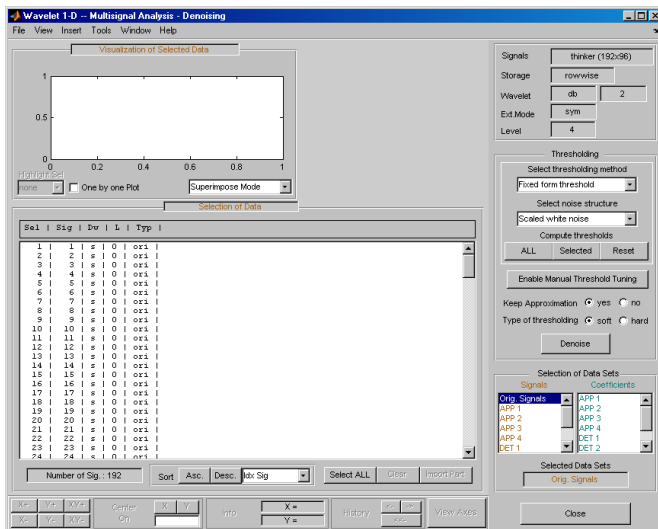 Wavelet 1-D -- Multisignal Analysis - Denoising
File View Insert Tools Window Help
Visualization of Selected Data
1
0.5
0
0 0.2 0.4 0.6 0.8 1
Highlight Sel
none One by one Plot Superimpose Mode
Selection of Data
Sel | Sig | Dw | L | Typ |
1 | 1 | s | 0 | ori |
2 | 2 | s | 0 | ori |
3 | 3 | s | 0 | ori |
4 | 4 | s | 0 | ori |
5 | 5 | s | 0 | ori |
6 | 6 | s | 0 | ori |
7 | 7 | s | 0 | ori |
8 | 8 | s | 0 | ori |
9 | 9 | s | 0 | ori |
10 | 10 | s | 0 | ori |
11 | 11 | s | 0 | ori |
12 | 12 | s | 0 | ori |
13 | 13 | s | 0 | ori |
14 | 14 | s | 0 | ori |
15 | 15 | s | 0 | ori |
16 | 16 | s | 0 | ori |
17 | 17 | s | 0 | ori |
18 | 18 | s | 0 | ori |
19 | 19 | s | 0 | ori |
20 | 20 | s | 0 | ori |
21 | 21 | s | 0 | ori |
22 | 22 | s | 0 | ori |
23 | 23 | s | 0 | ori |
24 | 24 | s | 0 | ori |
Number of Sig. : 192 Sort Asc. Desc. Idx Sig Select ALL Clear Import Part
X+ Y+ XY+
X- Y- XY-
Center On X Y
Info X =
Y =
History <- ->
<<-
View Axes
Signals thinker (192x96)
Storage rowwise
Wavelet db 2
Ext.Mode sym
Level 4
Thresholding
Select thresholding method
Fixed form threshold
Select noise structure
Scaled white noise
Compute thresholds
ALL Selected Reset
Enable Manual Threshold Tuning
Keep Approximation yes no
Type of thresholding soft hard
Denoise
Selection of Data Sets
Signals Coefficients
Orig. Signals APP 1
APP 1 APP 2
APP 2 APP 3
APP 3 APP 4
APP 4 DET 1
DET 1 DET 2
Selected Data Sets
Orig. Signals
Close